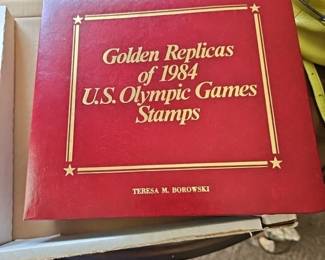 Golden Replicas
of 1984
U.S. Olympic Games
Stamps
TERESA M. BOROWSKI